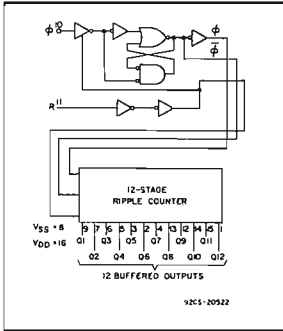 ϕ 10
ϕ
ϕ̅
R 11
12-STAGE
RIPPLE COUNTER
VSS = 8
VDD = 16
9 7 6 5 3 2 4 13 12 14 15 1
Q1 Q3 Q5 Q7 Q9 Q11
Q2 Q4 Q6 Q8 Q10 Q12
12 BUFFERED OUTPUTS
92CS-20522